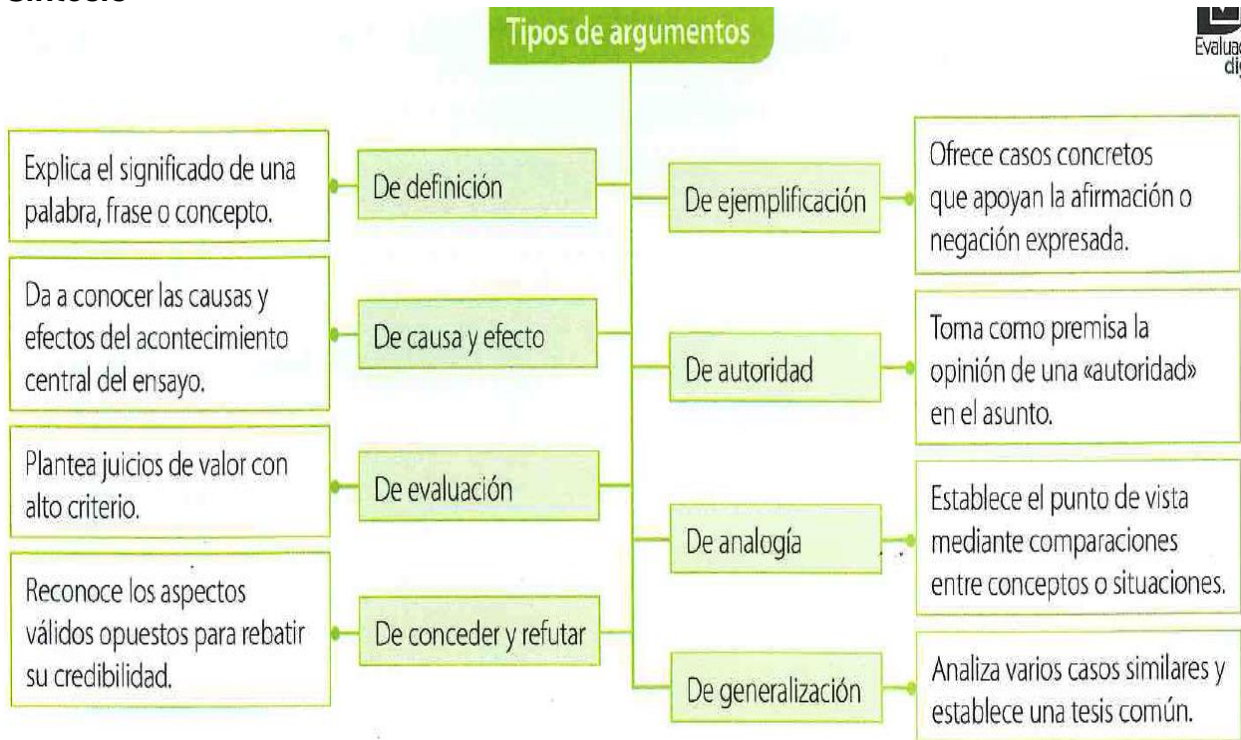 Tipos de argumentos
Evalua
di
Explica el significado de una
palabra, frase o concepto.
De definición
Da a conocer las causas y
efectos del acontecimiento
central del ensayo.
De causa y efecto
Plantea juicios de valor con
alto criterio.
De evaluación
Reconoce los aspectos
válidos opuestos para rebatir
su credibilidad.
De conceder y refutar
De ejemplificación
Ofrece casos concretos
que apoyan la afirmación o
negación expresada.
De autoridad
Toma como premisa la
opinión de una «autoridad»
en el asunto.
De analogía
Establece el punto de vista
mediante comparaciones
entre conceptos o situaciones.
De generalización
Analiza varios casos similares y
establece una tesis común.